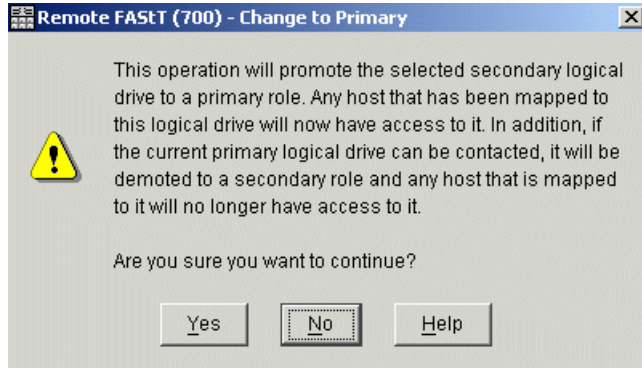 Remote FAStT (700) - Change to Primary
This operation will promote the selected secondary logical
drive to a primary role. Any host that has been mapped to
this logical drive will now have access to it. In addition, if
the current primary logical drive can be contacted, it will be
demoted to a secondary role and any host that is mapped
to it will no longer have access to it.
Are you sure you want to continue?
Yes No Help